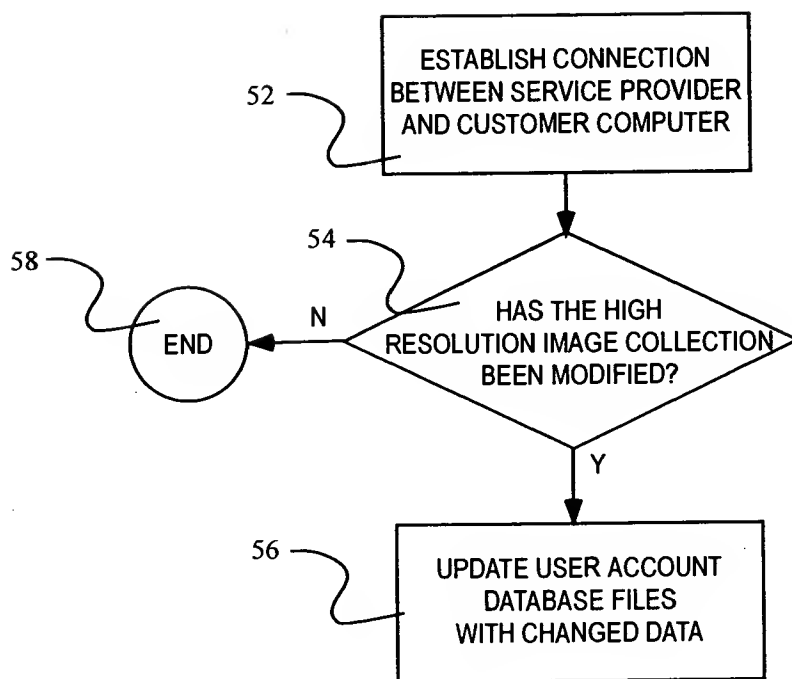 ESTABLISH CONNECTION
BETWEEN SERVICE PROVIDER
AND CUSTOMER COMPUTER
52
54
58
HAS THE HIGH
RESOLUTION IMAGE COLLECTION
BEEN MODIFIED?
N
END
Y
56
UPDATE USER ACCOUNT
DATABASE FILES
WITH CHANGED DATA